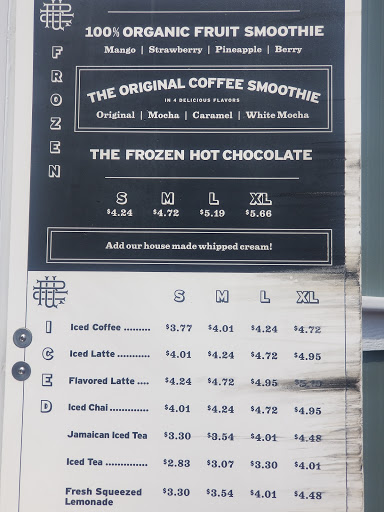 100% ORGANIC FRUIT SMOOTHIE
Mango | Strawberry | Pineapple | Berry
THE ORIGINAL COFFEE SMOOTHIE
IN 4 DELICIOUS FLAVORS
Original | Mocha | Caramel | White Mocha
THE FROZEN HOT CHOCOLATE
FROZEN
S M L XL
$4.24 $4.72 $5.19 $5.66
Add our house made whipped cream!
ICED
S M L XL
Iced Coffee ......... $3.77 $4.01 $4.24 $4.72
Iced Latte ........... $4.01 $4.24 $4.72 $4.95
Flavored Latte .... $4.24 $4.72 $4.95 $5.19
Iced Chai ............. $4.01 $4.24 $4.72 $4.95
Jamaican Iced Tea $3.30 $3.54 $4.01 $4.48
Iced Tea .............. $2.83 $3.07 $3.30 $4.01
Fresh Squeezed $3.30 $3.54 $4.01 $4.48
Lemonade